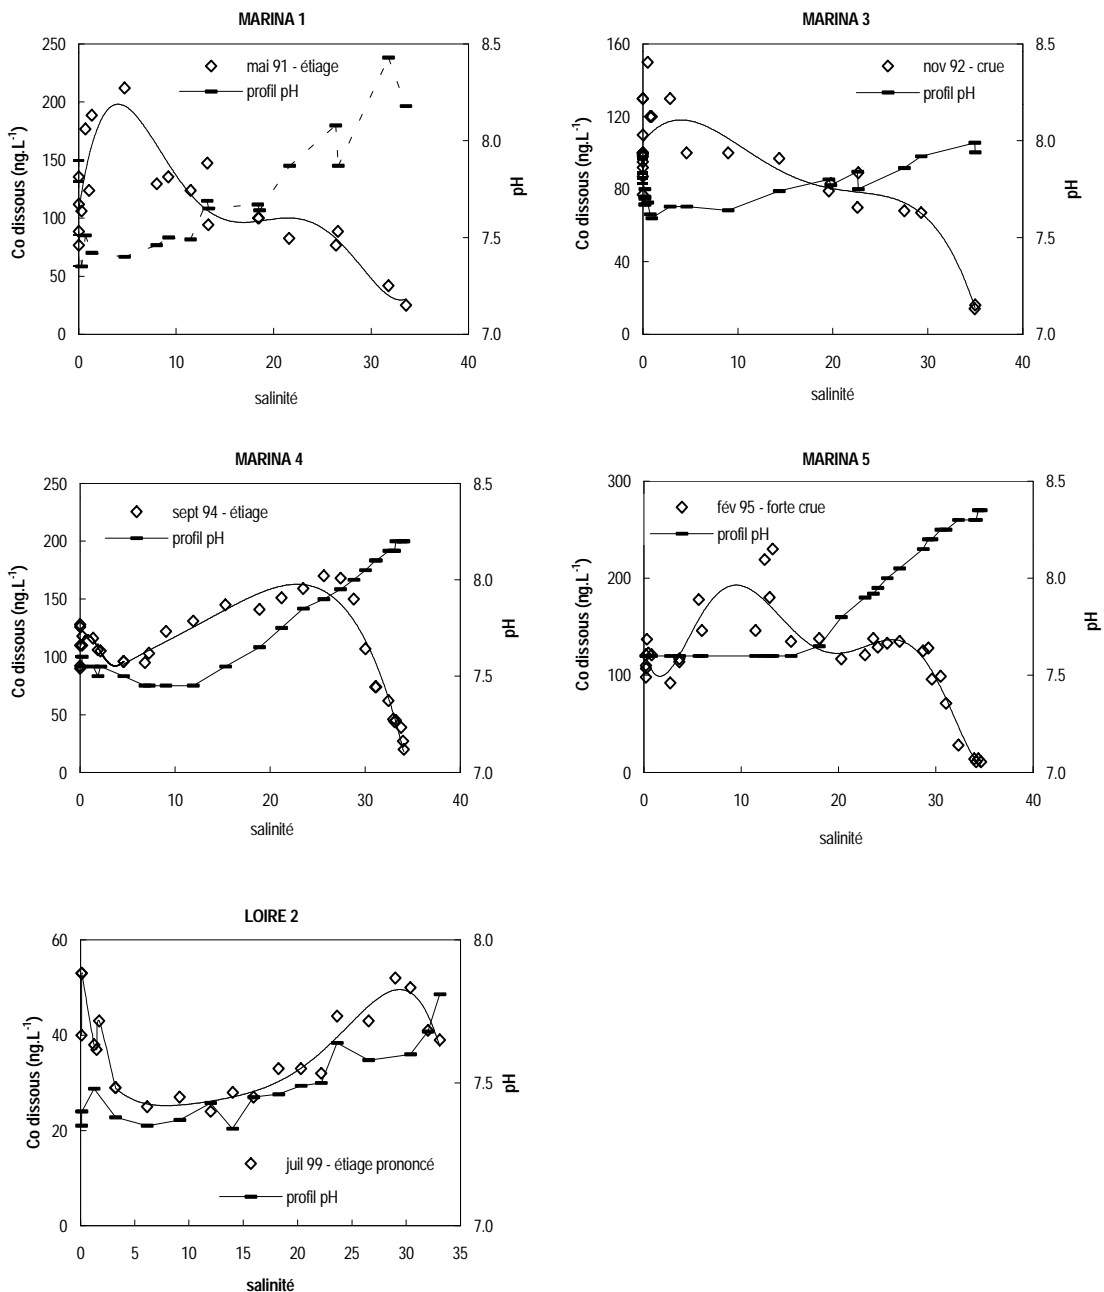 MARINA 1
mai 91 - étiage
profil pH
Co dissous (ng.L-1)
250
200
150
100
50
0
8.5
8.0
7.5
7.0
pH
0 10 20 30 40
salinité
MARINA 3
nov 92 - crue
profil pH
Co dissous (ng.L-1)
160
120
80
40
0
8.5
8.0
7.5
7.0
pH
0 10 20 30 40
salinité
MARINA 4
sept 94 - étiage
profil pH
Co dissous (ng.L-1)
250
200
150
100
50
0
8.5
8.0
7.5
7.0
pH
0 10 20 30 40
salinité
MARINA 5
fév 95 - forte crue
profil pH
Co dissous (ng.L-1)
300
200
100
0
8.5
8.0
7.5
7.0
pH
0 10 20 30 40
salinité
LOIRE 2
juil 99 - étiage prononcé
profil pH
Co dissous (ng.L-1)
60
40
20
0
8.0
7.5
7.0
pH
0 5 10 15 20 25 30 35
salinité